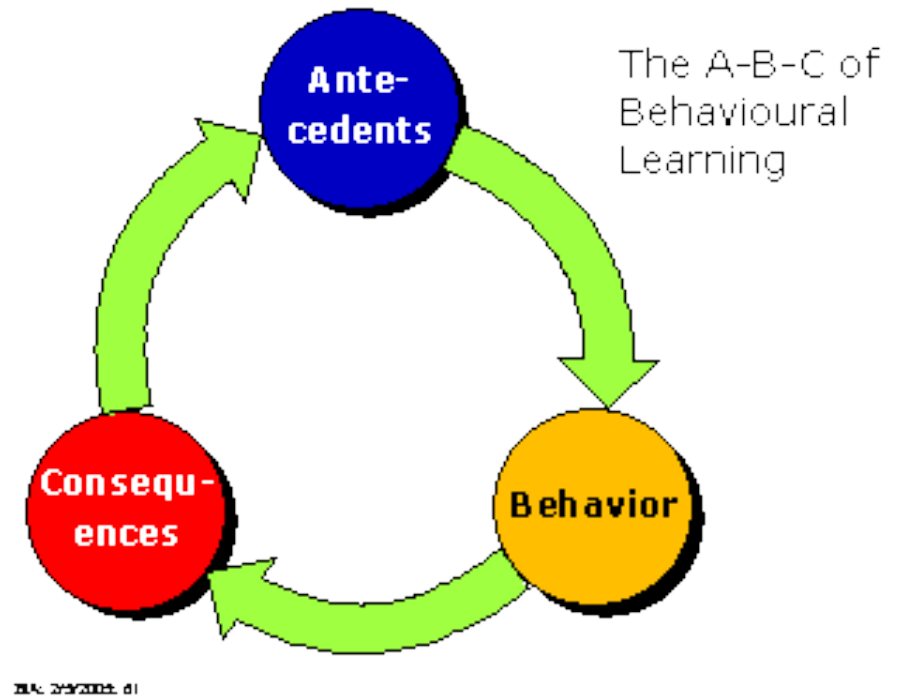 Ante-
cedents
The A-B-C of
Behavioural
Learning
Consequ-
ences
Behavior